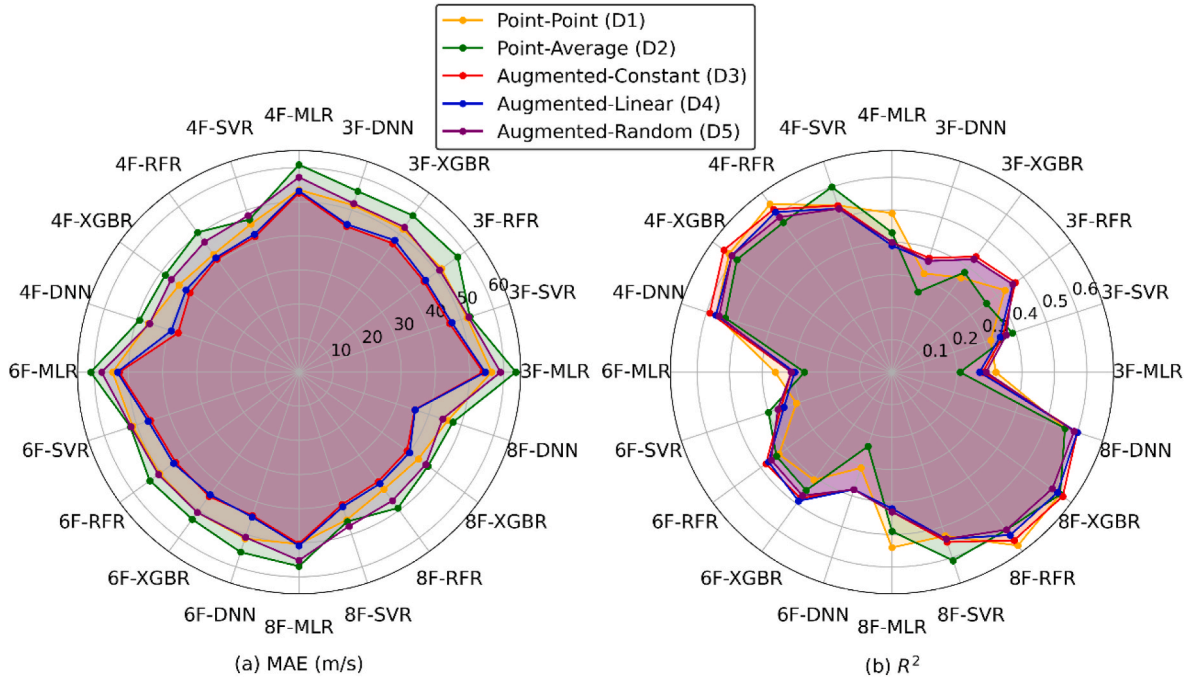 Point-Point (D1)
Point-Average (D2)
Augmented-Constant (D3)
Augmented-Linear (D4)
Augmented-Random (D5)
3F-MLR
3F-SVR
3F-RFR
3F-XGBR
3F-DNN
4F-MLR
4F-SVR
4F-RFR
4F-XGBR
4F-DNN
6F-MLR
6F-SVR
6F-RFR
6F-XGBR
6F-DNN
8F-MLR
8F-SVR
8F-RFR
8F-XGBR
8F-DNN
10
20
30
40
50
60
(a) MAE (m/s)
3F-MLR
3F-SVR
3F-RFR
3F-XGBR
3F-DNN
4F-MLR
4F-SVR
4F-RFR
4F-XGBR
4F-DNN
6F-MLR
6F-SVR
6F-RFR
6F-XGBR
6F-DNN
8F-MLR
8F-SVR
8F-RFR
8F-XGBR
8F-DNN
0.1
0.2
0.3
0.4
0.5
0.6
(b) R²